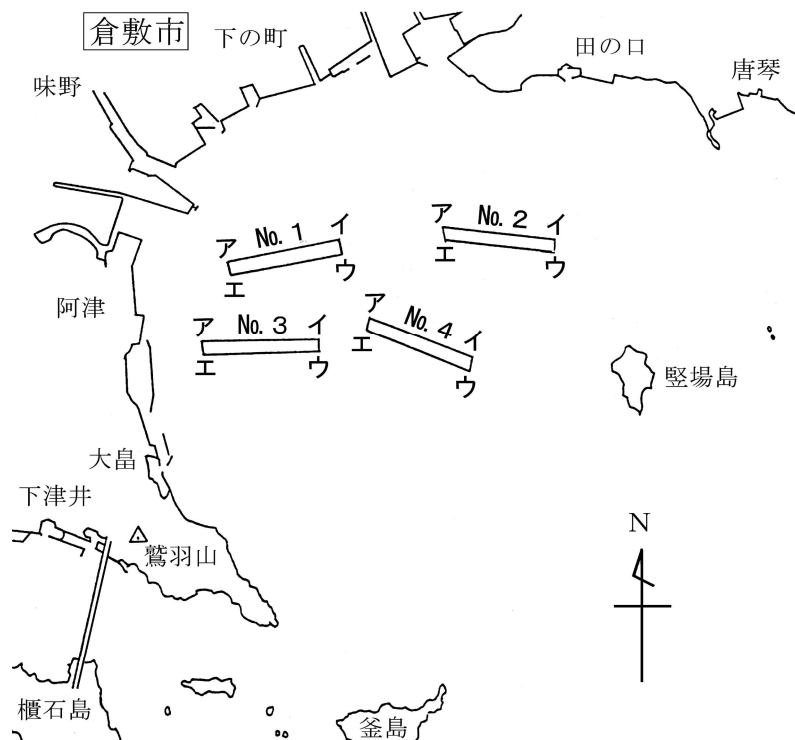 倉敷市
下の町
田の口
唐琴
味野
ア No. 1 イ
エ ウ
ア No. 2 イ
エ ウ
阿津
ア No. 3 イ
エ ウ
ア No. 4 イ
エ ウ
竪場島
大畠
下津井
鷲羽山
N
櫃石島
釜島